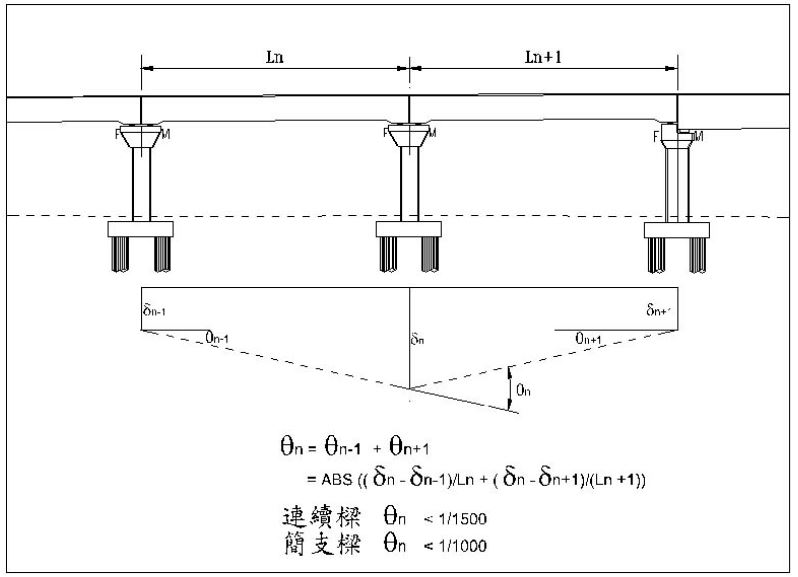 Ln Ln+1
F M F M F M
δn-1 δn δn+1
θn-1 θn+1
θn
θn = θn-1 + θn+1
= ABS (( δn - δn-1)/Ln + ( δn - δn+1)/(Ln +1))
連續樑 θn < 1/1500
簡支樑 θn < 1/1000